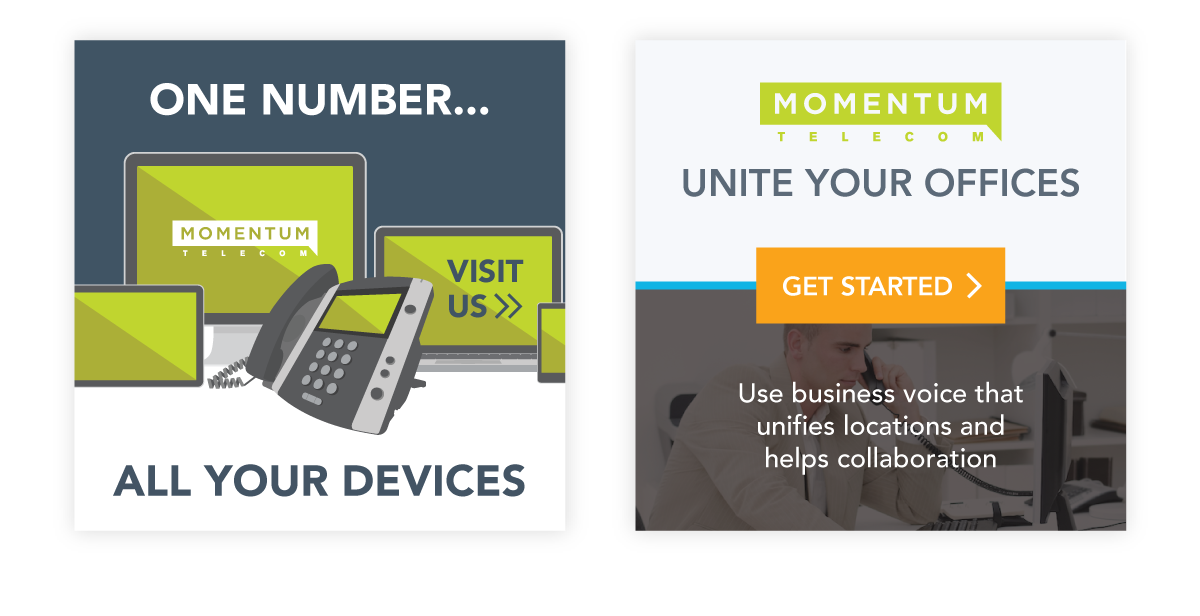 ONE NUMBER...
MOMENTUM
TELECOM
VISIT
US >>
ALL YOUR DEVICES
MOMENTUM
TELECOM
UNITE YOUR OFFICES
GET STARTED >
Use business voice that
unifies locations and
helps collaboration